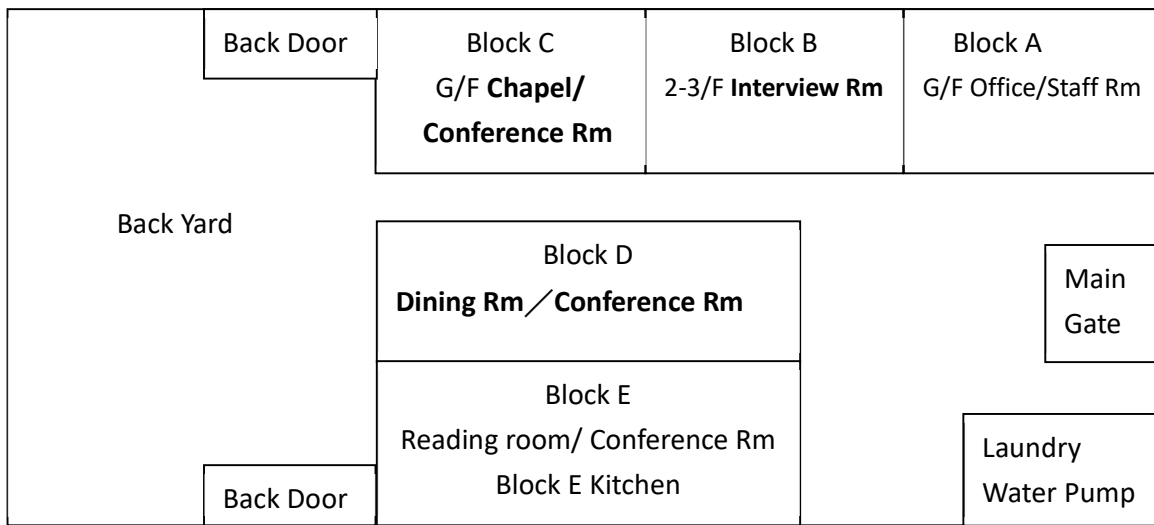 Back Door
Block C
G/F Chapel/
Conference Rm
Block B
2-3/F Interview Rm
Block A
G/F Office/Staff Rm
Back Yard
Block D
Dining Rm／Conference Rm
Main
Gate
Block E
Reading room/ Conference Rm
Block E Kitchen
Back Door
Laundry
Water Pump